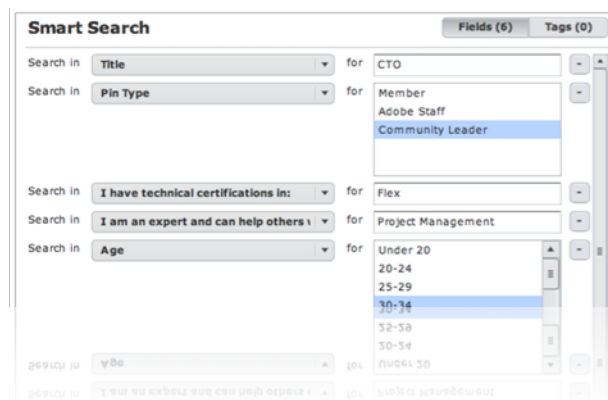 Smart Search Fields (6) Tags (0)
Search in Title for CTO -
Search in Pin Type for Member -
Adobe Staff
Community Leader
Search in I have technical certifications in: for Flex -
Search in I am an expert and can help others for Project Management -
Search in Age for Under 20 -
20-24
25-29
30-34